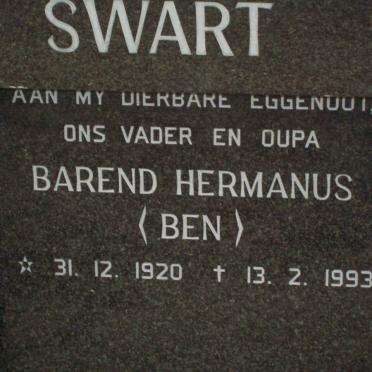 SWART
AAN MY DIERBARE EGGENOOT,
ONS VADER EN OUPA
BAREND HERMANUS
(BEN)
☆ 31. 12. 1920 † 13. 2. 1993